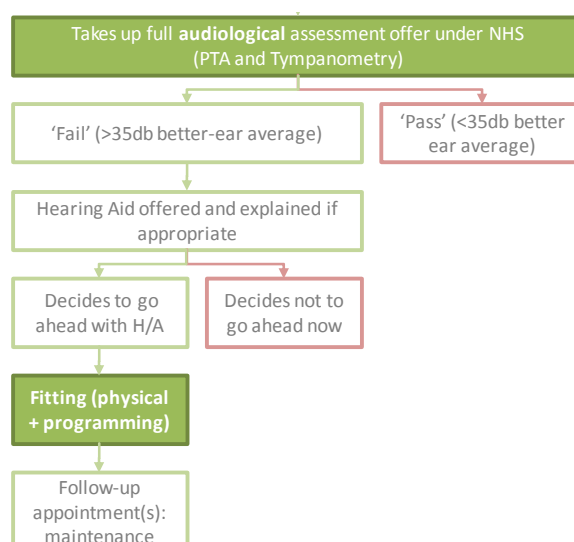 Takes up full audiological assessment offer under NHS
(PTA and Tympanometry)
‘Fail’ (>35db better-ear average)
‘Pass’ (<35db better
ear average)
Hearing Aid offered and explained if
appropriate
Decides to go
ahead with H/A
Decides not to
go ahead now
Fitting (physical
+ programming)
Follow-up
appointment(s):
maintenance